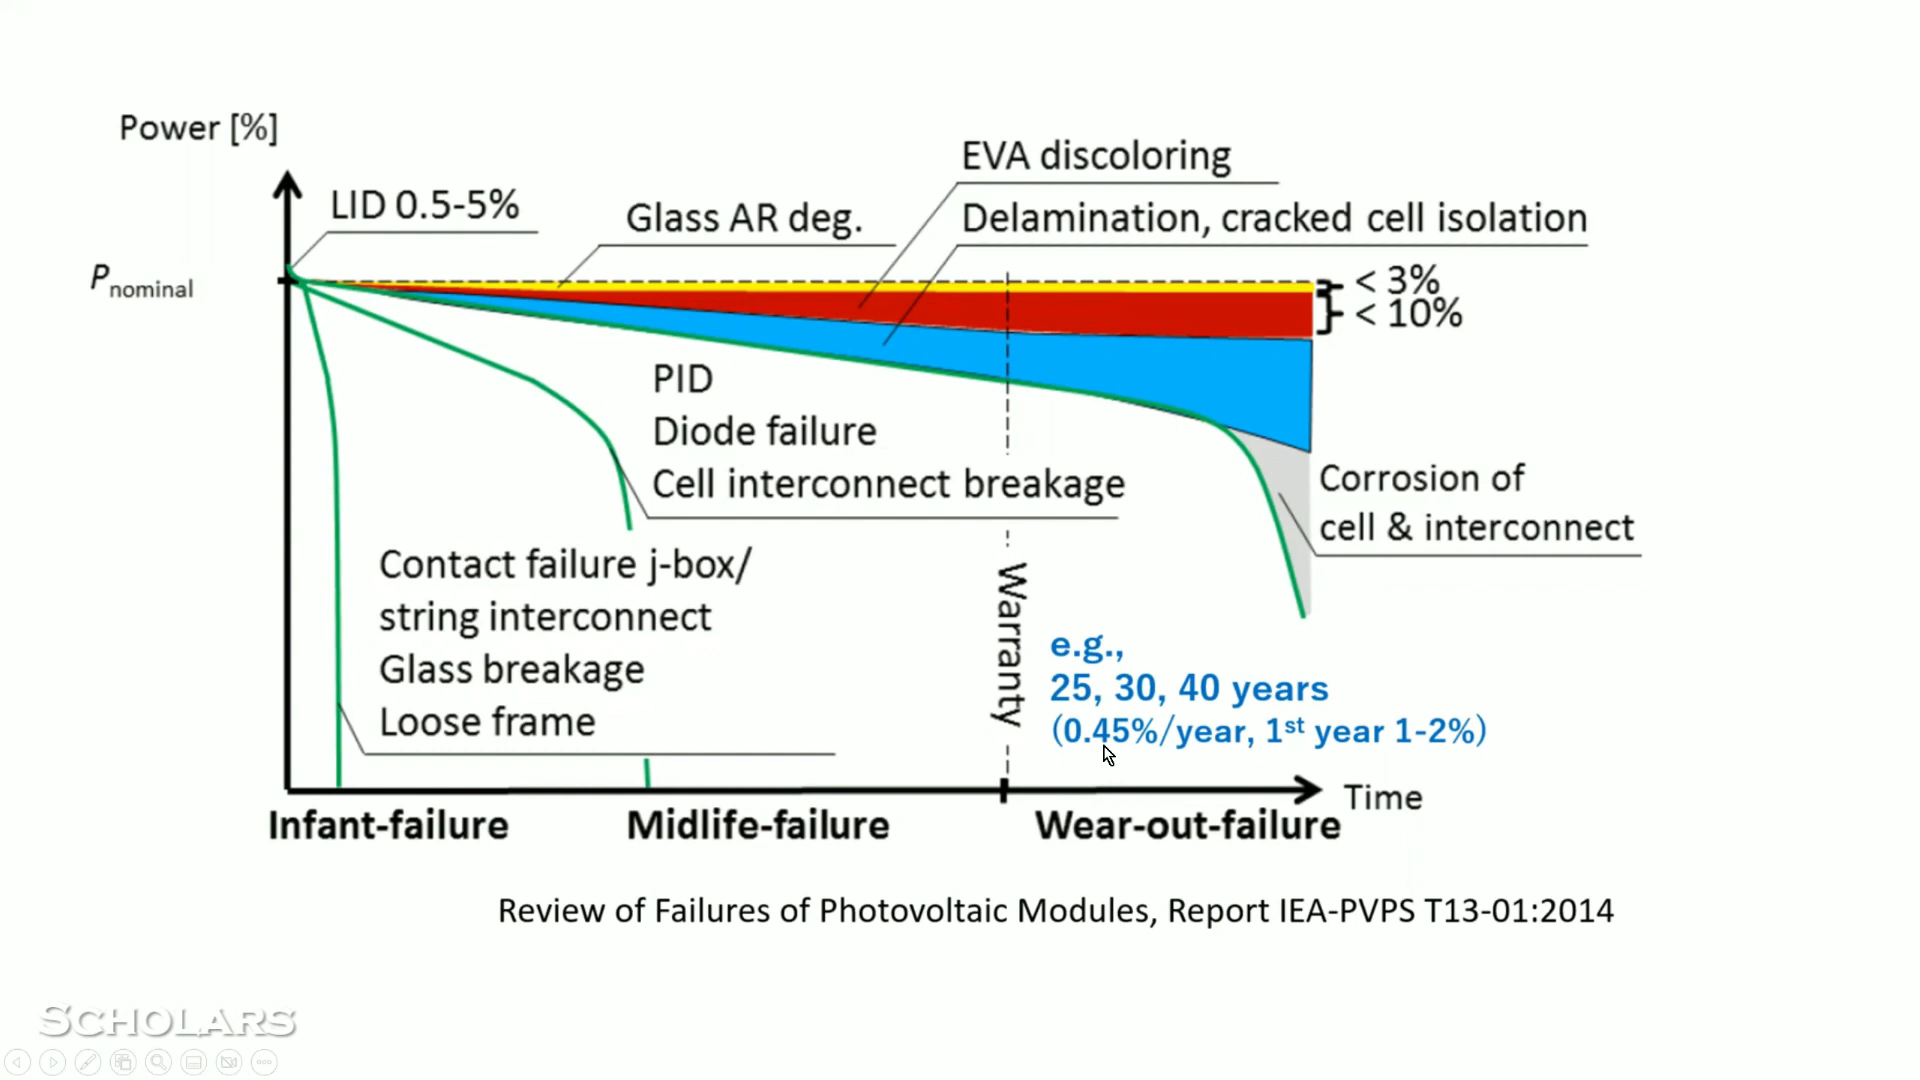 Power [%]
EVA discoloring
LID 0.5-5%
Glass AR deg.
Delamination, cracked cell isolation
Pnominal
< 3%
< 10%
PID
Diode failure
Cell interconnect breakage
Corrosion of
cell & interconnect
Contact failure j-box/
string interconnect
Glass breakage
Loose frame
Warranty
e.g.,
25, 30, 40 years
(0.45%/year, 1st year 1-2%)
Time
Infant-failure
Midlife-failure
Wear-out-failure
Review of Failures of Photovoltaic Modules, Report IEA-PVPS T13-01:2014
SCHOLARS